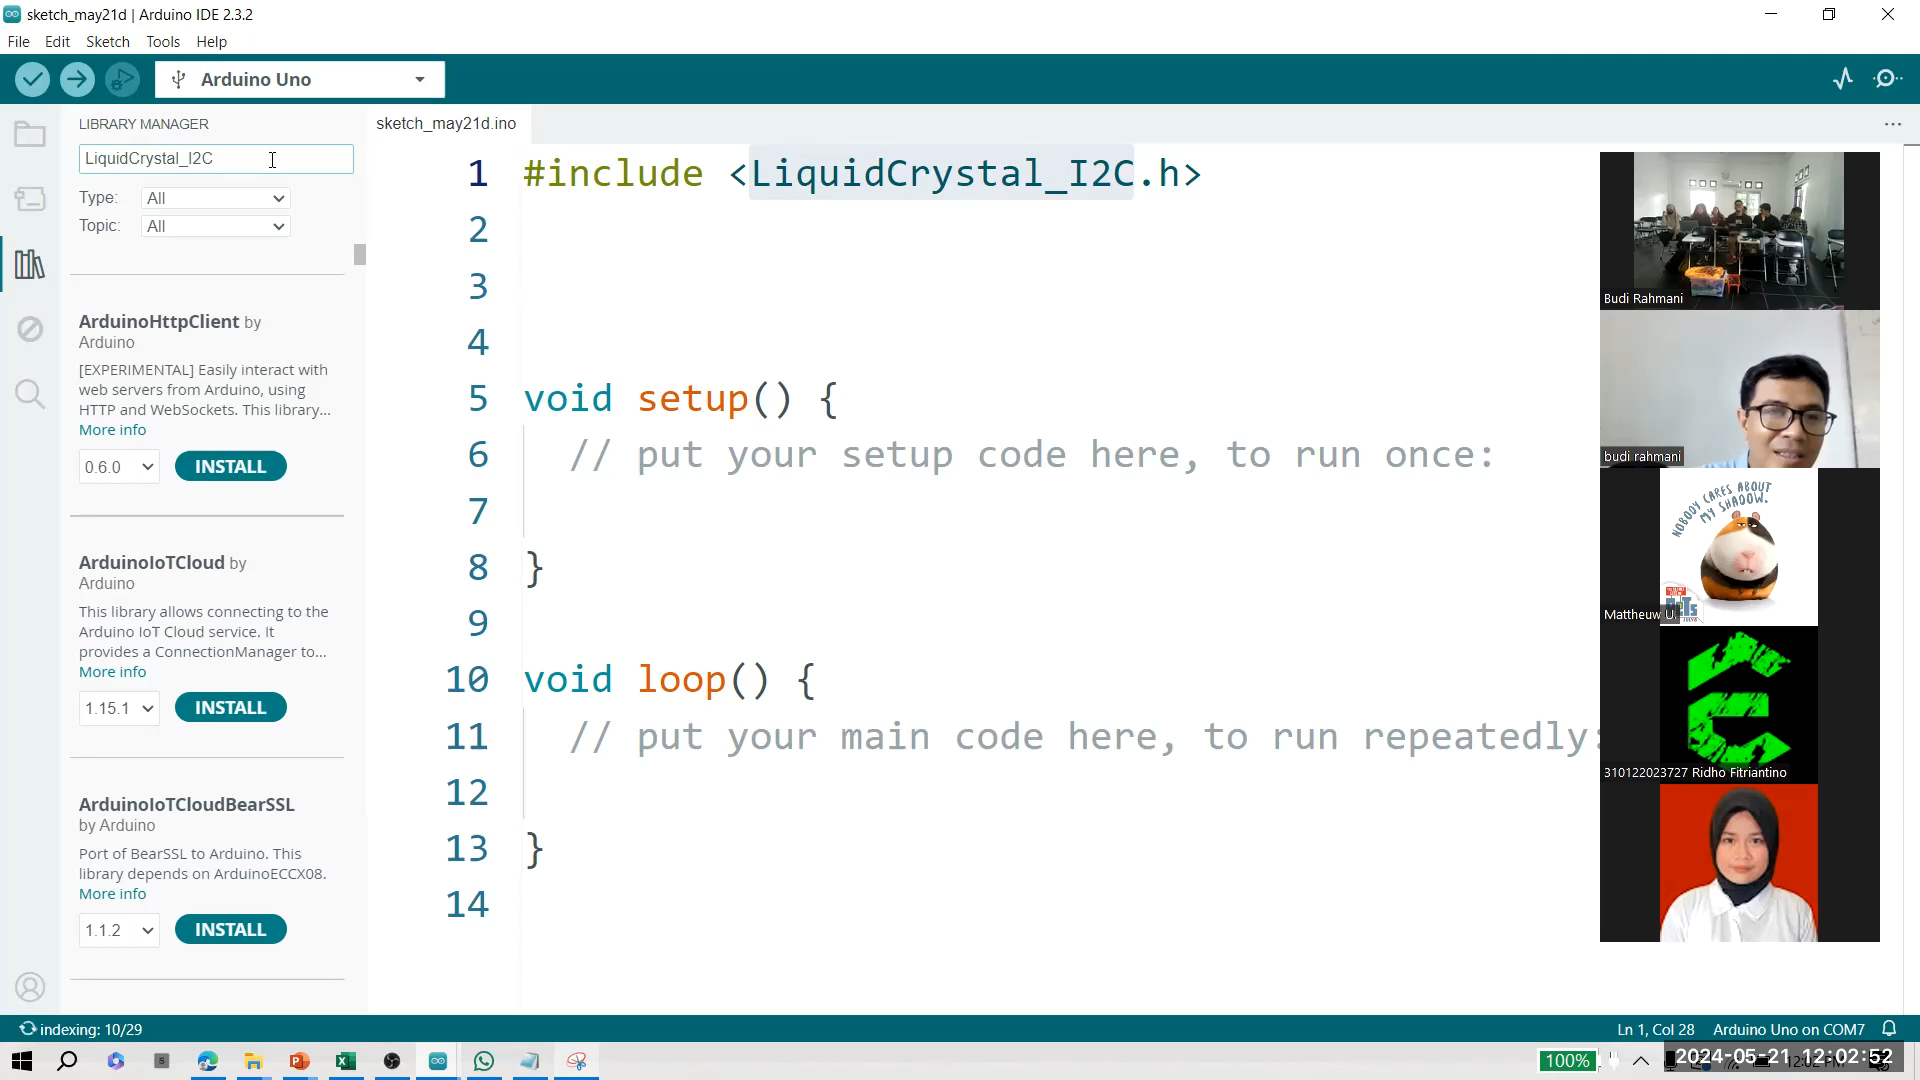 sketch_may21d | Arduino IDE 2.3.2
File Edit Sketch Tools Help
Arduino Uno
LIBRARY MANAGER
LiquidCrystal_I2C
Type: All
Topic: All
ArduinoHttpClient by
Arduino
[EXPERIMENTAL] Easily interact with
web servers from Arduino, using
HTTP and WebSockets. This library...
More info
0.6.0 INSTALL
ArduinoIoTCloud by
Arduino
This library allows connecting to the
Arduino IoT Cloud service. It
provides a ConnectionManager to...
More info
1.15.1 INSTALL
ArduinoIoTCloudBearSSL
by Arduino
Port of BearSSL to Arduino. This
library depends on ArduinoECCX08.
More info
1.1.2 INSTALL
sketch_may21d.ino
1 #include <LiquidCrystal_I2C.h>
2
3
4
5 void setup() {
6 // put your setup code here, to run once:
7
8 }
9
10 void loop() {
11 // put your main code here, to run repeatedly:
12
13 }
14
Budi Rahmani
budi rahmani
NOBODY CARES ABOUT
MY SHADOW.
Mattheuw U.
310122023727 Ridho Fitriantino
indexing: 10/29
Ln 1, Col 28 Arduino Uno on COM7
100%
2024-05-21 12:02:52